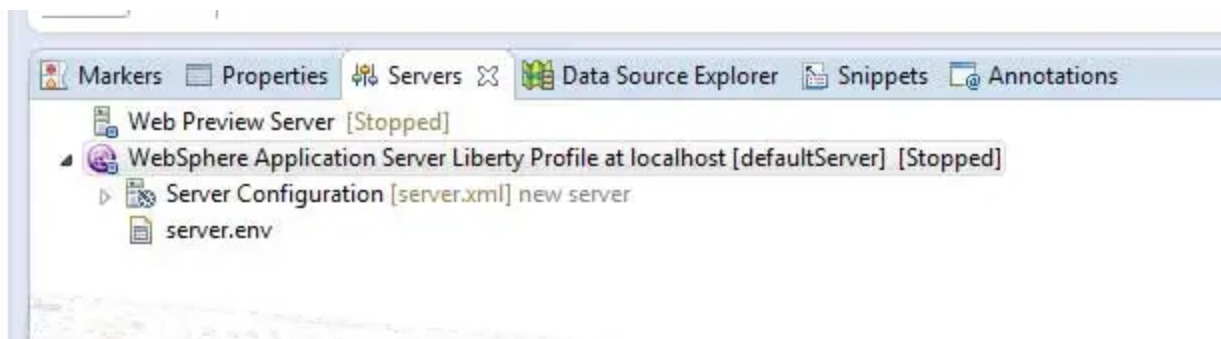 Markers Properties Servers Data Source Explorer Snippets Annotations
Web Preview Server [Stopped]
WebSphere Application Server Liberty Profile at localhost [defaultServer] [Stopped]
Server Configuration [server.xml] new server
server.env